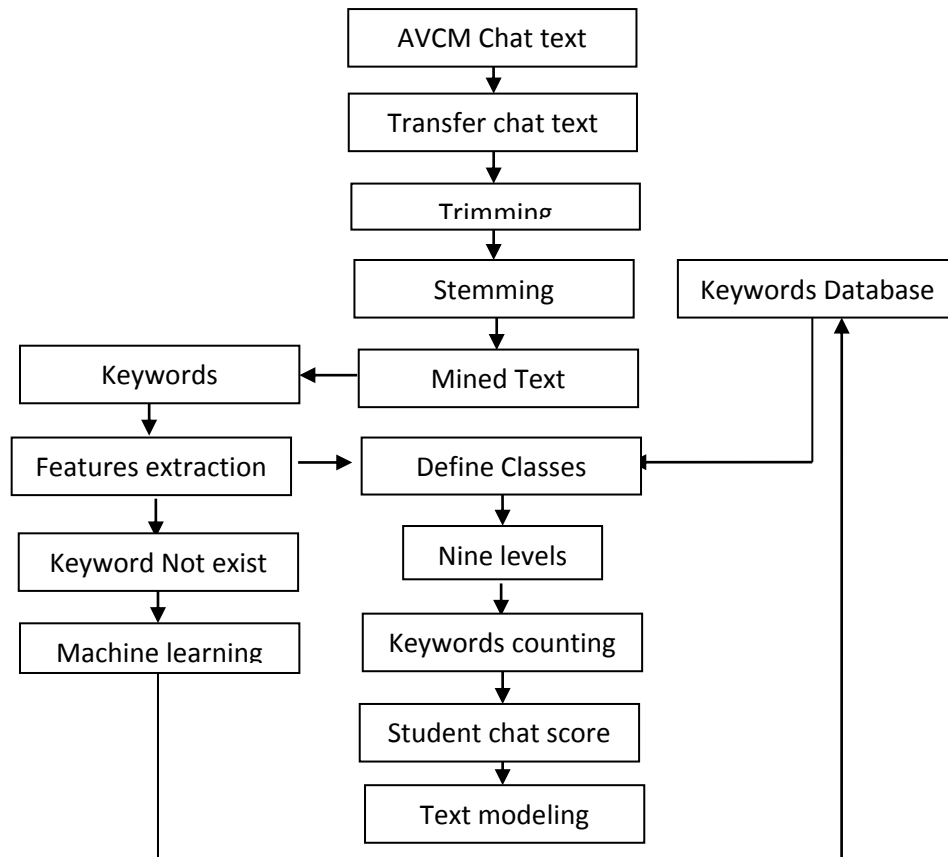 AVCM Chat text
Transfer chat text
Trimming
Stemming
Keywords Database
Keywords
Mined Text
Features extraction
Define Classes
Keyword Not exist
Nine levels
Machine learning
Keywords counting
Student chat score
Text modeling